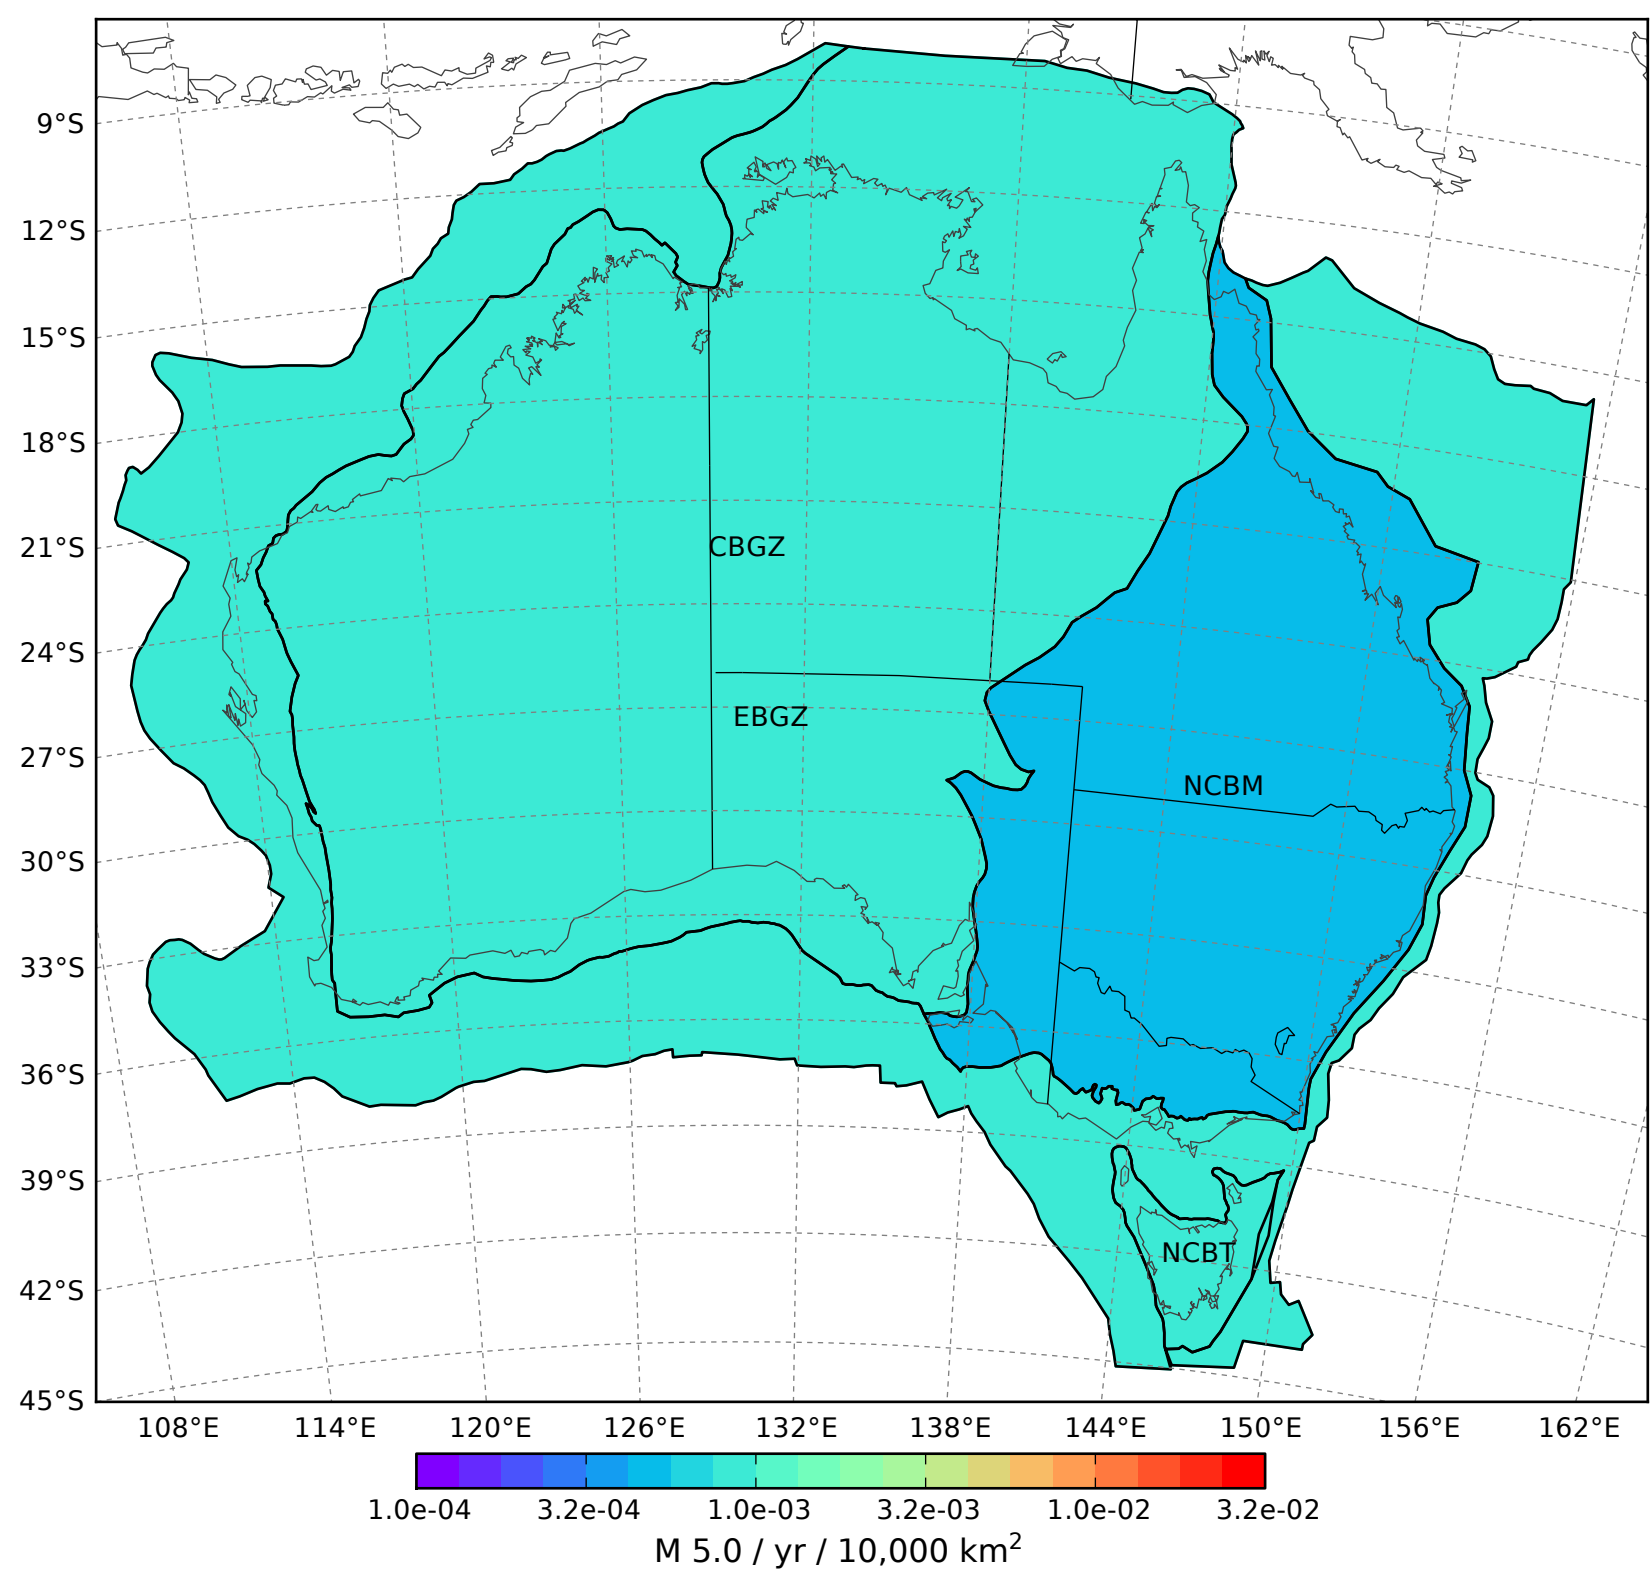 9°S
12°S
15°S
18°S
21°S
24°S
27°S
30°S
33°S
36°S
39°S
42°S
45°S
CBGZ
EBGZ
NCBM
NCBT
108°E 114°E 120°E 126°E 132°E 138°E 144°E 150°E 156°E 162°E
1.0e-04 3.2e-04 1.0e-03 3.2e-03 1.0e-02 3.2e-02
M 5.0 / yr / 10,000 km²